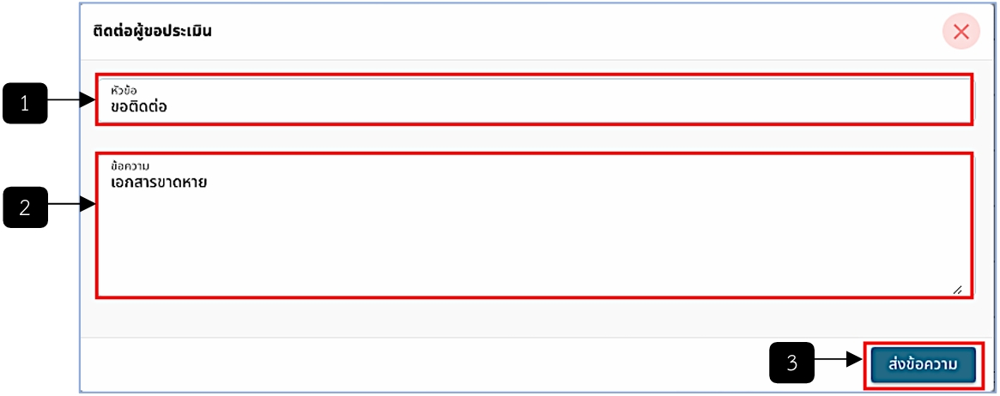 ติดต่อผู้ขอประเมิน
1
หัวข้อ
ขอติดต่อ
2
ข้อความ
เอกสารขาดหาย
3
ส่งข้อความ